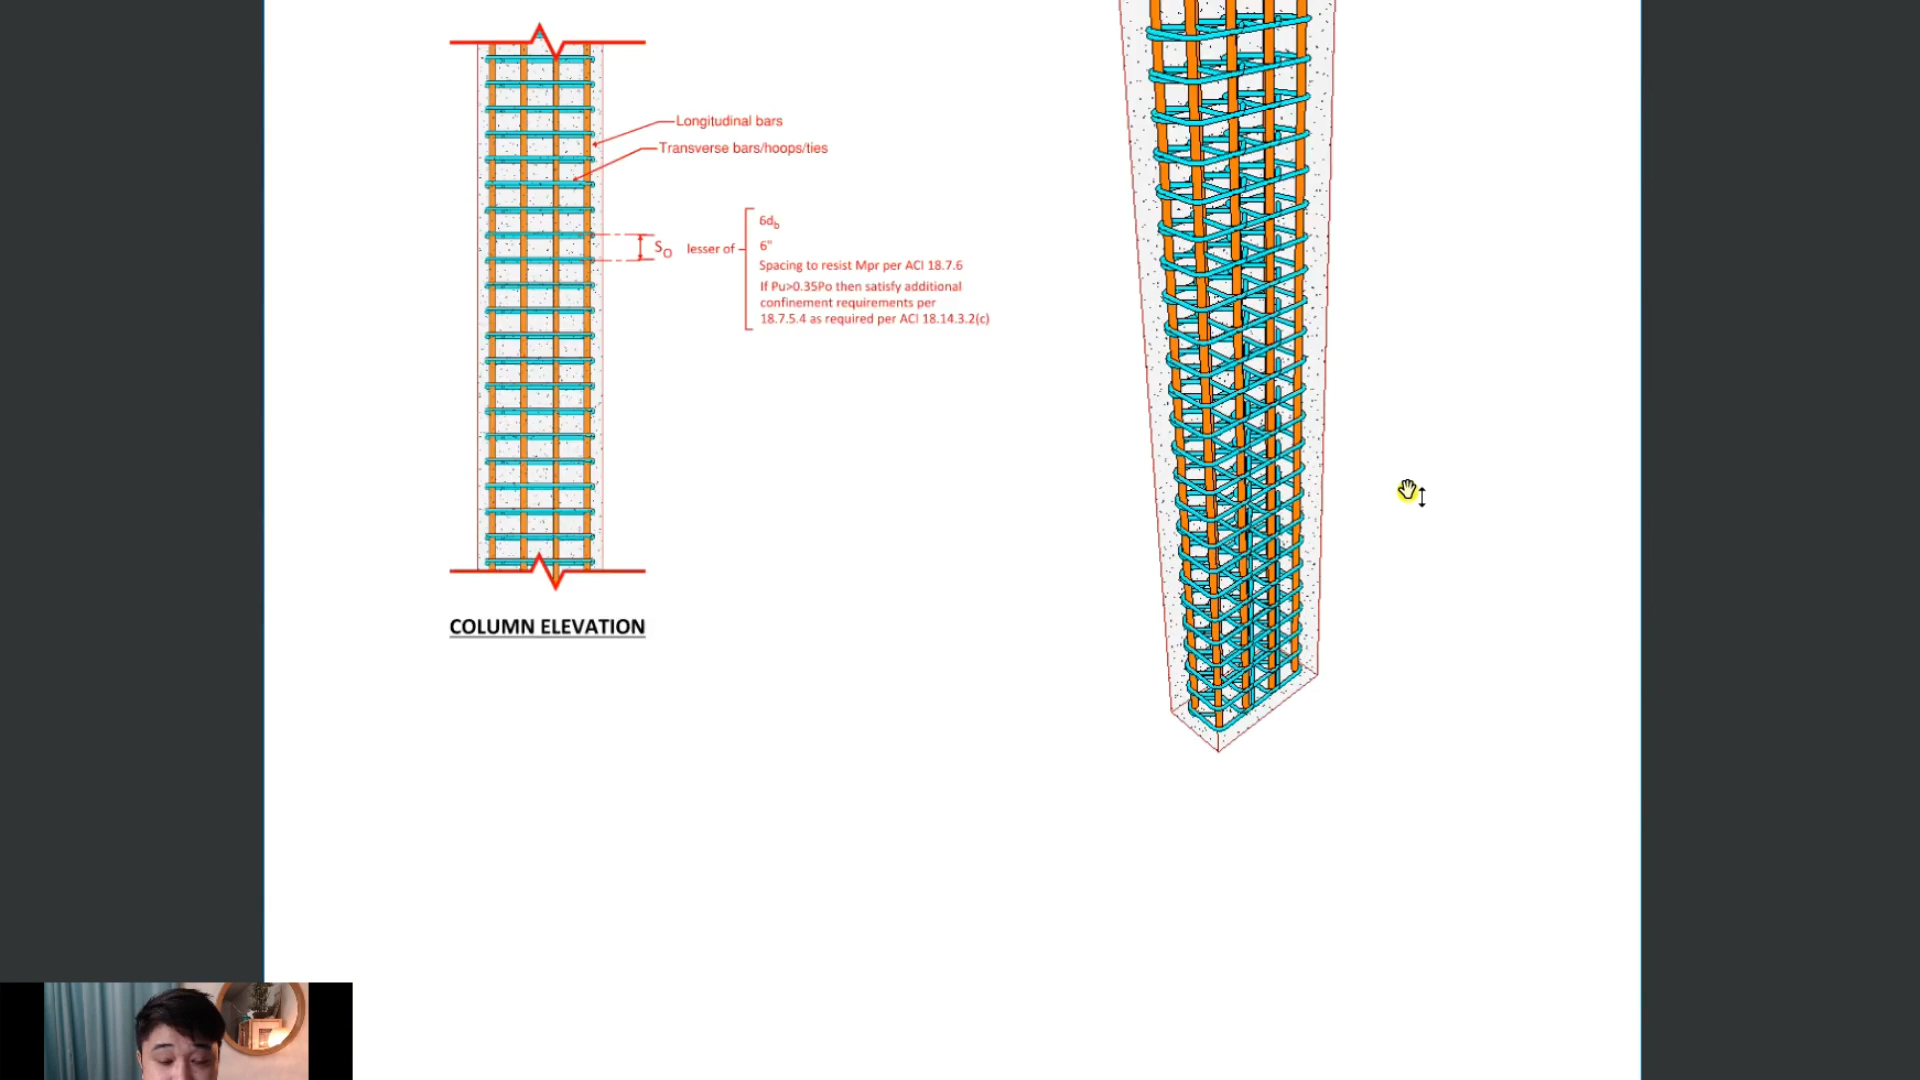 Longitudinal bars
Transverse bars/hoops/ties
6db
So lesser of
6"
Spacing to resist Mpr per ACI 18.7.6
If Pu>0.35Po then satisfy additional
confinement requirements per
18.7.5.4 as required per ACI 18.14.3.2(c)
COLUMN ELEVATION